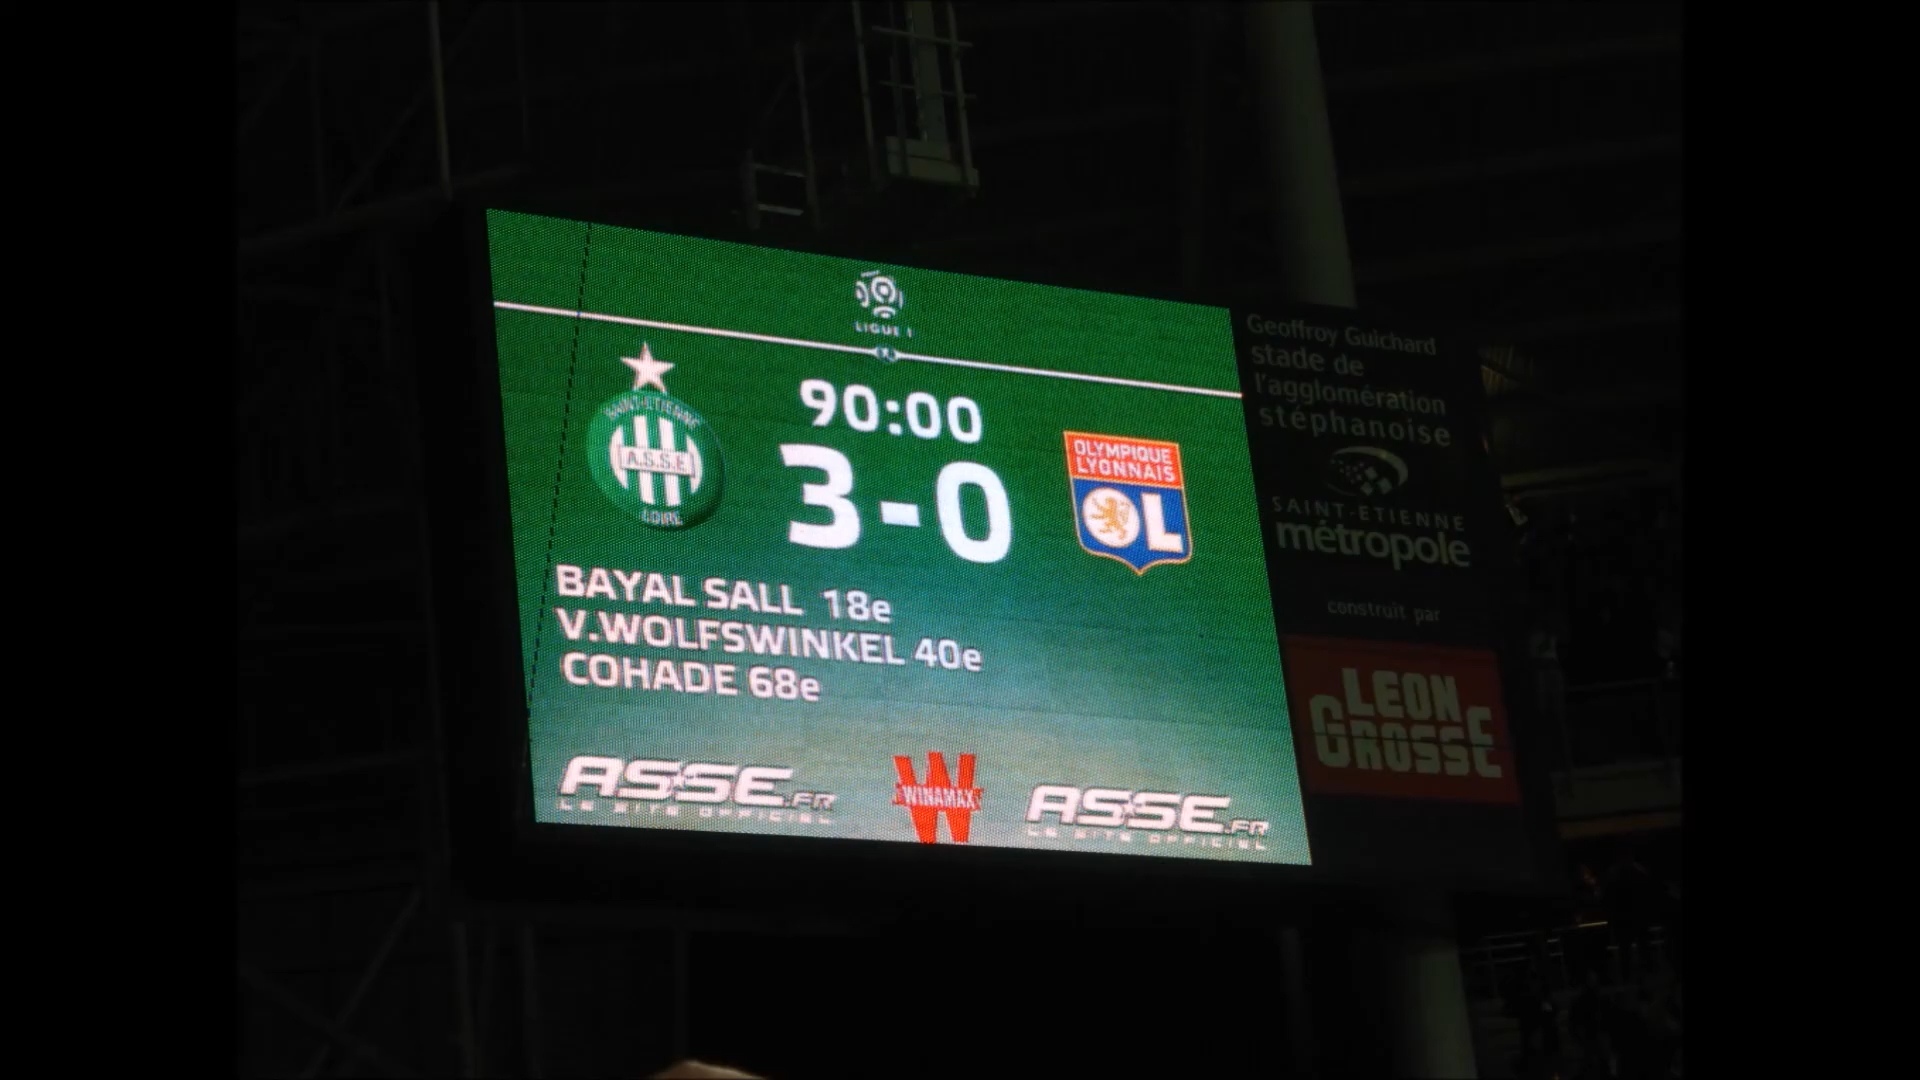 LIGUE 1
SAINT-ETIENNE
A.S.S.E
LOIRE
90:00
3-0
OLYMPIQUE
LYONNAIS
OL
BAYAL SALL 18e
V.WOLFSWINKEL 40e
COHADE 68e
ASSE.FR
LE SITE OFFICIEL
W
WINAMAX
ASSE.FR
LE SITE OFFICIEL
Geoffroy Guichard
stade de
l'agglomération
stéphanoise
SAINT-ETIENNE
métropole
construit par
LEON
GROSSE